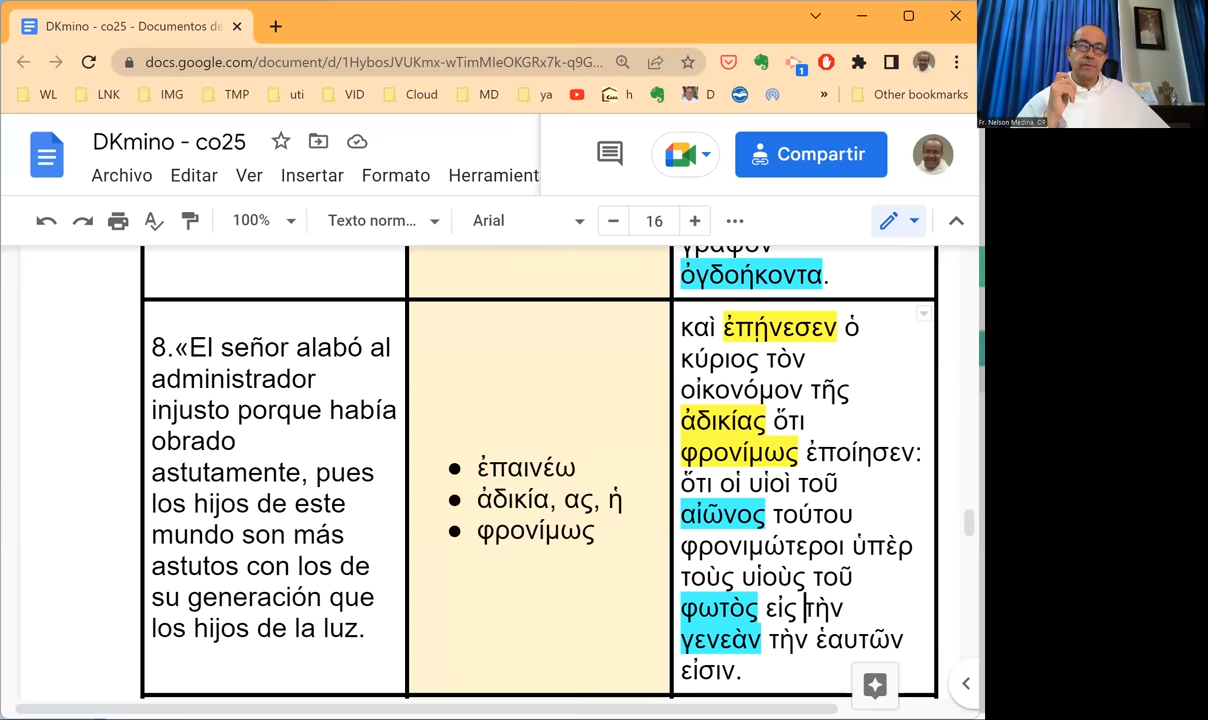 DKmino - co25 - Documentos de
docs.google.com/document/d/1HybosJVUKmx-wTimMIeOKGRx7k-q9G...
WL LNK IMG TMP uti VID Cloud MD ya h D » Other bookmarks
Fr. Nelson Medina, OP
DKmino - co25
Compartir
Archivo Editar Ver Insertar Formato Herramient
100% Texto norm... Arial 16
γράψον
ὀγδοήκοντα.
8.«El señor alabó al
administrador
injusto porque había
obrado
astutamente, pues
los hijos de este
mundo son más
astutos con los de
su generación que
los hijos de la luz.
● ἐπαινέω
● ἀδικία, ας, ἡ
● φρονίμως
καὶ ἐπῄνεσεν ὁ
κύριος τὸν
οἰκονόμον τῆς
ἀδικίας ὅτι
φρονίμως ἐποίησεν:
ὅτι οἱ υἱοὶ τοῦ
αἰῶνος τούτου
φρονιμώτεροι ὑπὲρ
τοὺς υἱοὺς τοῦ
φωτὸς εἰς τὴν
γενεὰν τὴν ἑαυτῶν
εἰσιν.